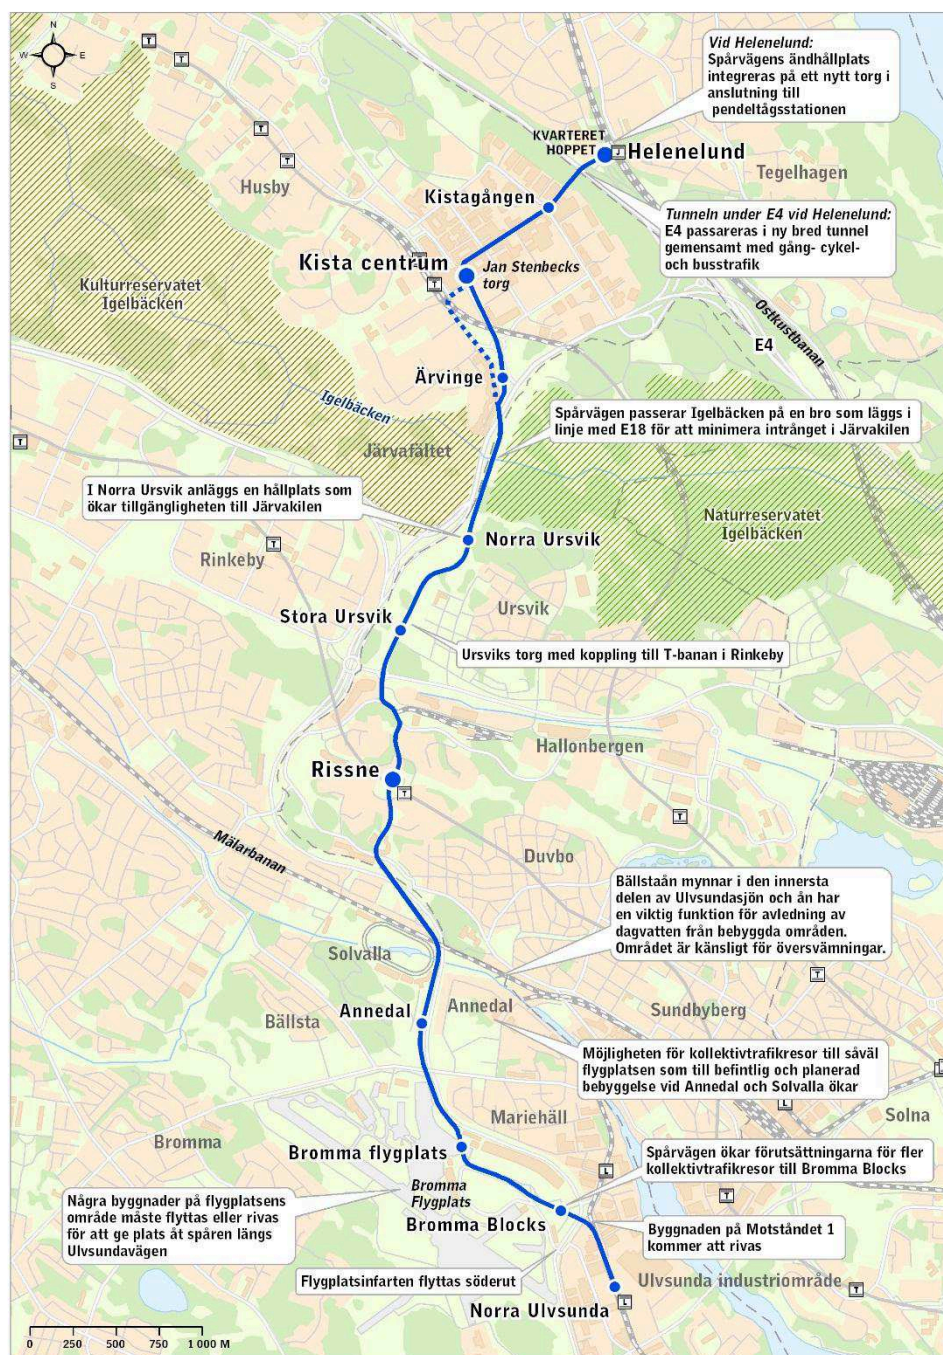 N
W
E
S
Vid Helenelund:
Spårvägens ändhållplats
integreras på ett nytt torg i
anslutning till
pendeltågsstationen
T
T
T
T
KVARTERET
HOPPET
J
Helenelund
Tegelhagen
Husby
Kistagången
Tunneln under E4 vid Helenelund:
E4 passareras i ny bred tunnel
gemensamt med gång- cykel-
och busstrafik
Kista centrum
Jan Stenbecks
torg
T
Kulturreservatet
Igelbäcken
Ostkustbanan
E4
Ärvinge
Igelbäcken
Spårvägen passerar Igelbäcken på en bro som läggs i
linje med E18 för att minimera intrånget i Järvakilen
T
Järvafältet
I Norra Ursvik anläggs en hållplats som
ökar tillgängligheten till Järvakilen
Naturreservatet
Igelbäcken
Norra Ursvik
T
Rinkeby
Ursvik
Stora Ursvik
Ursviks torg med koppling till T-banan i Rinkeby
Hallonbergen
Rissne
T
T
Mälarbanan
Duvbo
Bällstaån mynnar i den innersta
delen av Ulvsundasjön och ån har
en viktig funktion för avledning av
dagvatten från bebyggda områden.
Området är känsligt för översvämningar.
Solvalla
T
Annedal
Annedal
Sundbyberg
Bällsta
Möjligheten för kollektivtrafikresor till såväl
flygplatsen som till befintlig och planerad
bebyggelse vid Annedal och Solvalla ökar
L
Mariehäll
Solna
Bromma
Bromma flygplats
Spårvägen ökar förutsättningarna för fler
kollektivtrafikresor till Bromma Blocks
L
Bromma
Flygplats
T
Några byggnader på flygplatsens
område måste flyttas eller rivas
för att ge plats åt spåren längs
Ulvsundavägen
Bromma Blocks
Byggnaden på Motståndet 1
kommer att rivas
Flygplatsinfarten flyttas söderut
Ulvsunda industriområde
T
Norra Ulvsunda
L
0 250 500 750 1 000 M